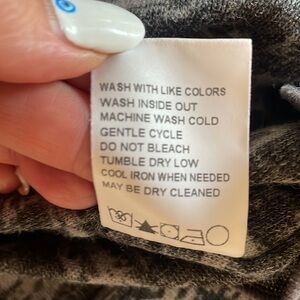 WASH WITH LIKE COLORS
WASH INSIDE OUT
MACHINE WASH COLD
GENTLE CYCLE
DO NOT BLEACH
TUMBLE DRY LOW
COOL IRON WHEN NEEDED
MAY BE DRY CLEANED